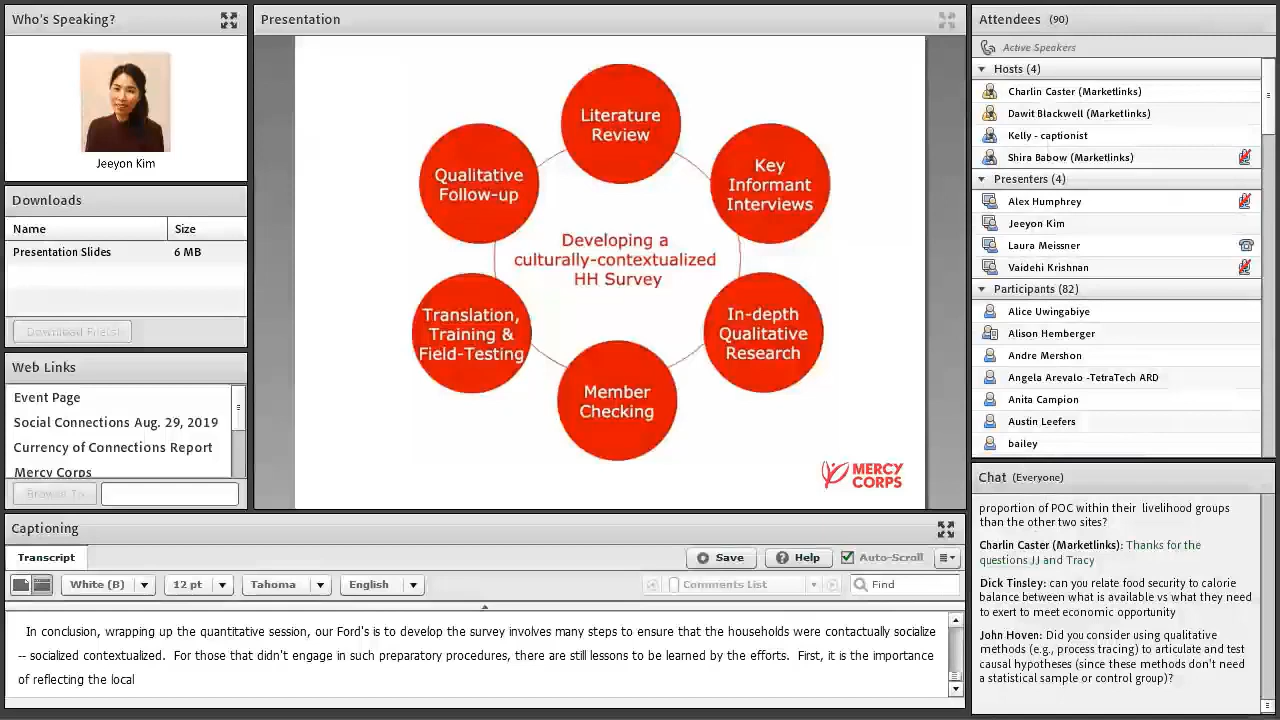 Who's Speaking?
Jeeyon Kim
Downloads
Name Size
Presentation Slides 6 MB
Download File(s)
Web Links
Event Page
Social Connections Aug. 29, 2019
Currency of Connections Report
Mercy Corps
Browse To
Presentation
Literature
Review
Key
Informant
Interviews
In-depth
Qualitative
Research
Member
Checking
Translation,
Training &
Field-Testing
Qualitative
Follow-up
Developing a
culturally-contextualized
HH Survey
MERCY
CORPS
Captioning
Transcript
Save
Help
Auto-Scroll
White (B)
12 pt
Tahoma
English
Comments List
Find
In conclusion, wrapping up the quantitative session, our Ford's is to develop the survey involves many steps to ensure that the households were contactually socialize
-- socialized contextualized. For those that didn't engage in such preparatory procedures, there are still lessons to be learned by the efforts. First, it is the importance
of reflecting the local
Attendees (90)
Active Speakers
Hosts (4)
Charlin Caster (Marketlinks)
Dawit Blackwell (Marketlinks)
Kelly - captionist
Shira Babow (Marketlinks)
Presenters (4)
Alex Humphrey
Jeeyon Kim
Laura Meissner
Vaidehi Krishnan
Participants (82)
Alice Uwingabiye
Alison Hemberger
Andre Mershon
Angela Arevalo -TetraTech ARD
Anita Campion
Austin Leefers
bailey
Chat (Everyone)
proportion of POC within their livelihood groups
than the other two sites?
Charlin Caster (Marketlinks): Thanks for the
questions JJ and Tracy
Dick Tinsley: can you relate food security to calorie
balance between what is available vs what they need
to exert to meet economic opportunity
John Hoven: Did you consider using qualitative
methods (e.g., process tracing) to articulate and test
causal hypotheses (since these methods don't need
a statistical sample or control group)?